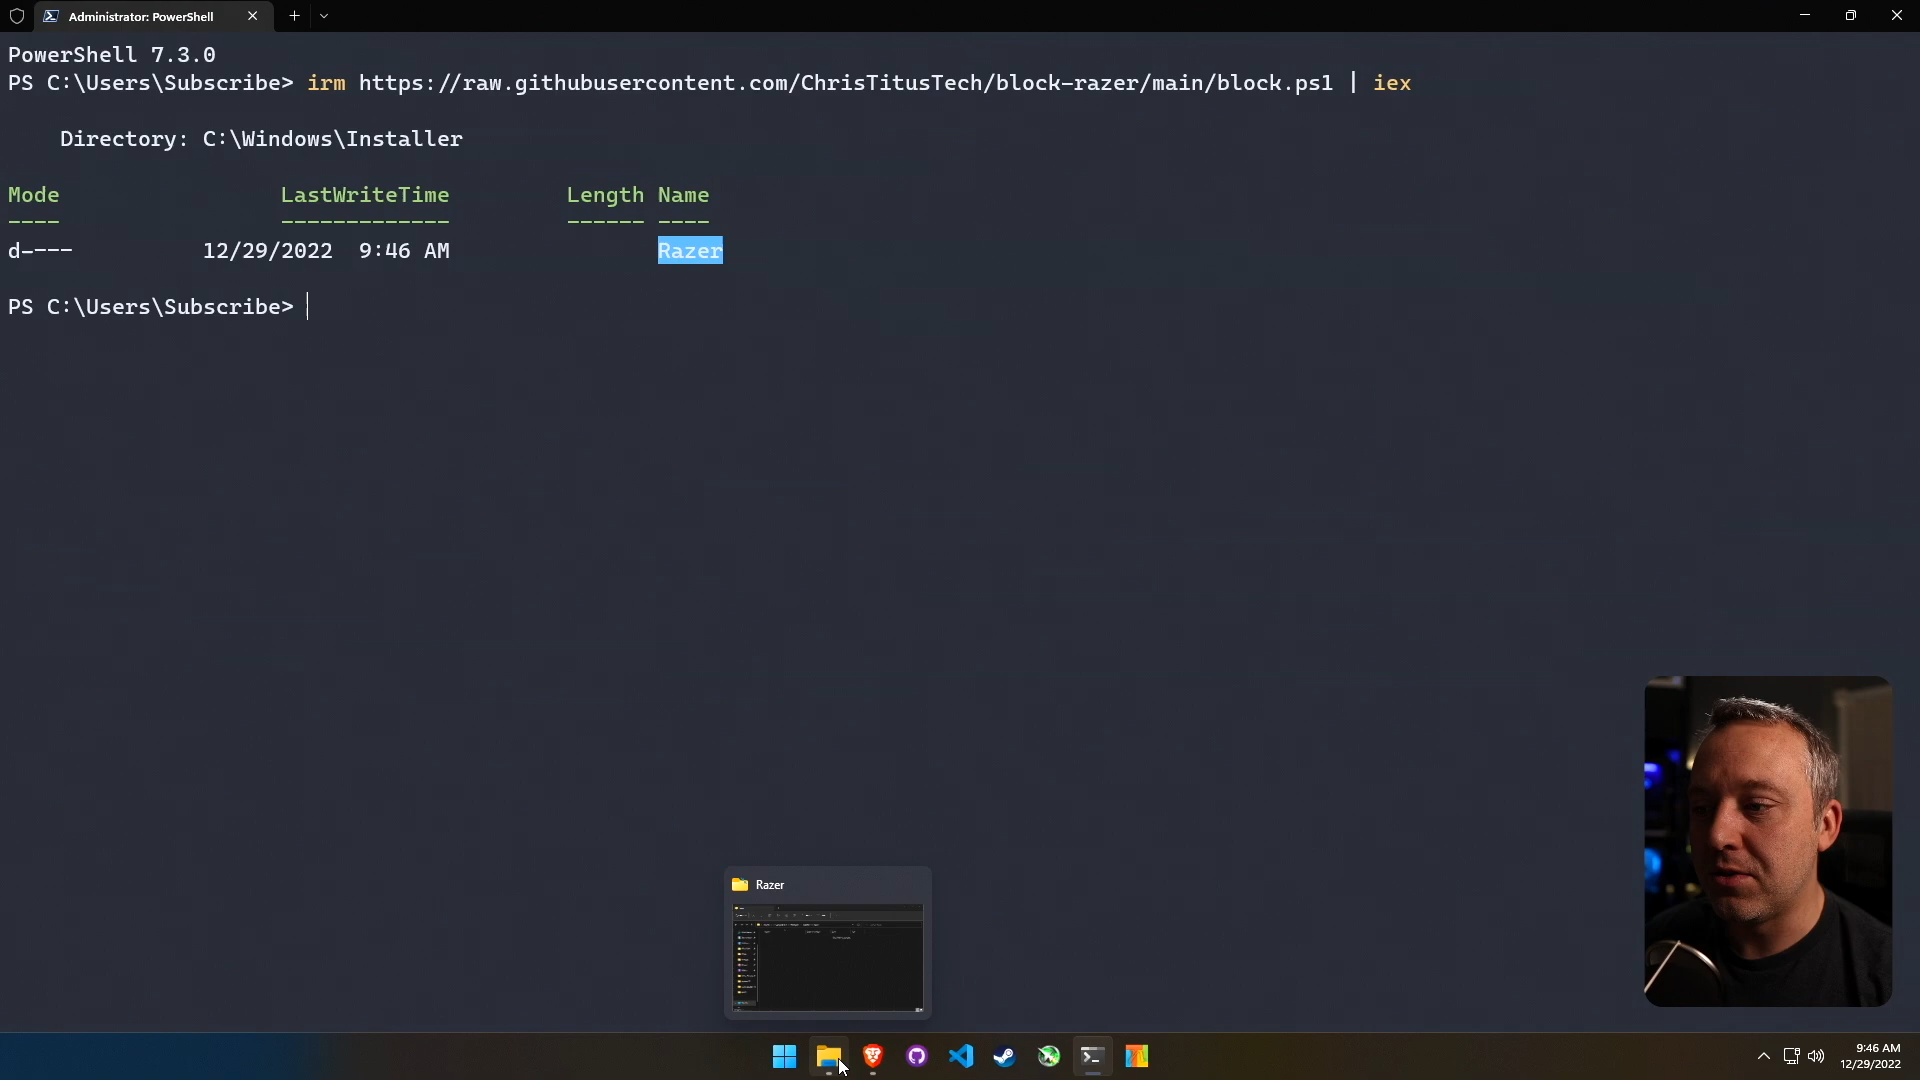 Administrator: PowerShell
PowerShell 7.3.0
PS C:\Users\Subscribe> irm https://raw.githubusercontent.com/ChrisTitusTech/block-razer/main/block.ps1 | iex
Directory: C:\Windows\Installer
Mode LastWriteTime Length Name
---- ------------- ------ ----
d---- 12/29/2022 9:46 AM Razer
PS C:\Users\Subscribe>
Razer
9:46 AM
12/29/2022